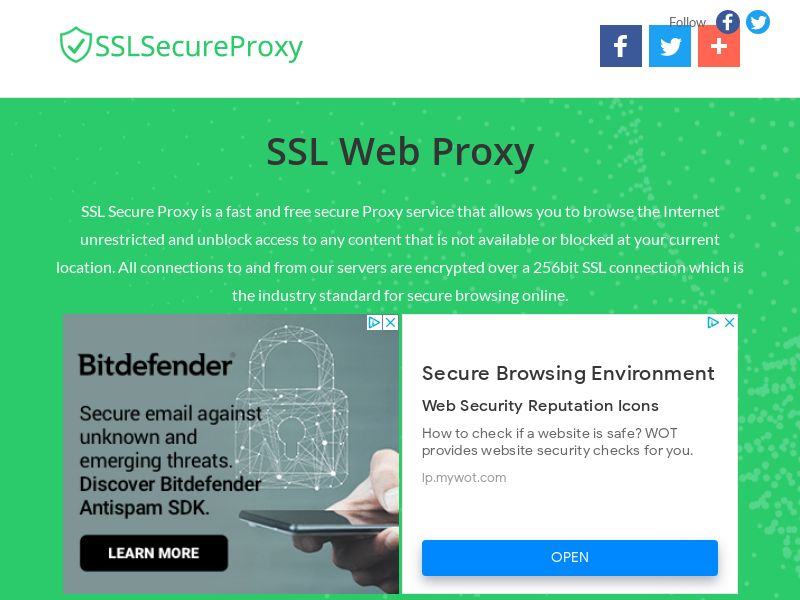 Follow
SSLSecureProxy
SSL Web Proxy
SSL Secure Proxy is a fast and free secure Proxy service that allows you to browse the Internet
unrestricted and unblock access to any content that is not available or blocked at your current
location. All connections to and from our servers are encrypted over a 256bit SSL connection which is
the industry standard for secure browsing online.
Bitdefender
Secure email against
unknown and
emerging threats.
Discover Bitdefender
Antispam SDK.
LEARN MORE
Secure Browsing Environment
Web Security Reputation Icons
How to check if a website is safe? WOT
provides website security checks for you.
lp.mywot.com
OPEN